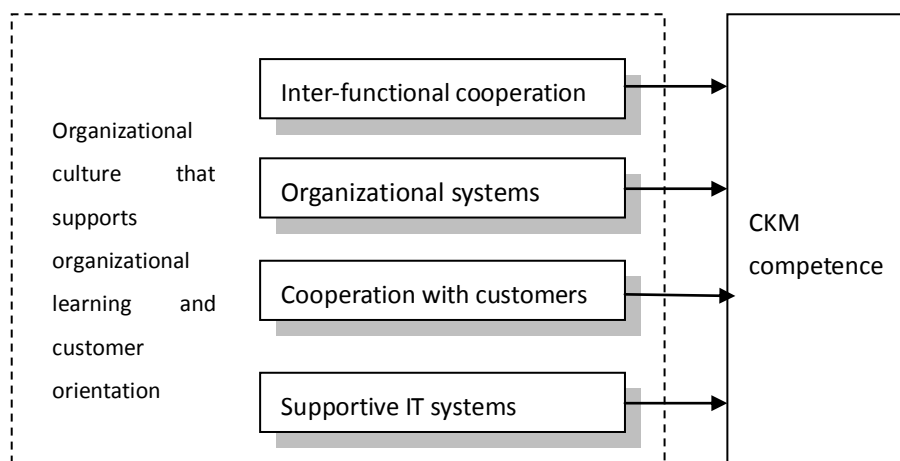 Organizational
culture that
supports
organizational
learning and
customer
orientation
Inter-functional cooperation
Organizational systems
Cooperation with customers
Supportive IT systems
CKM
competence